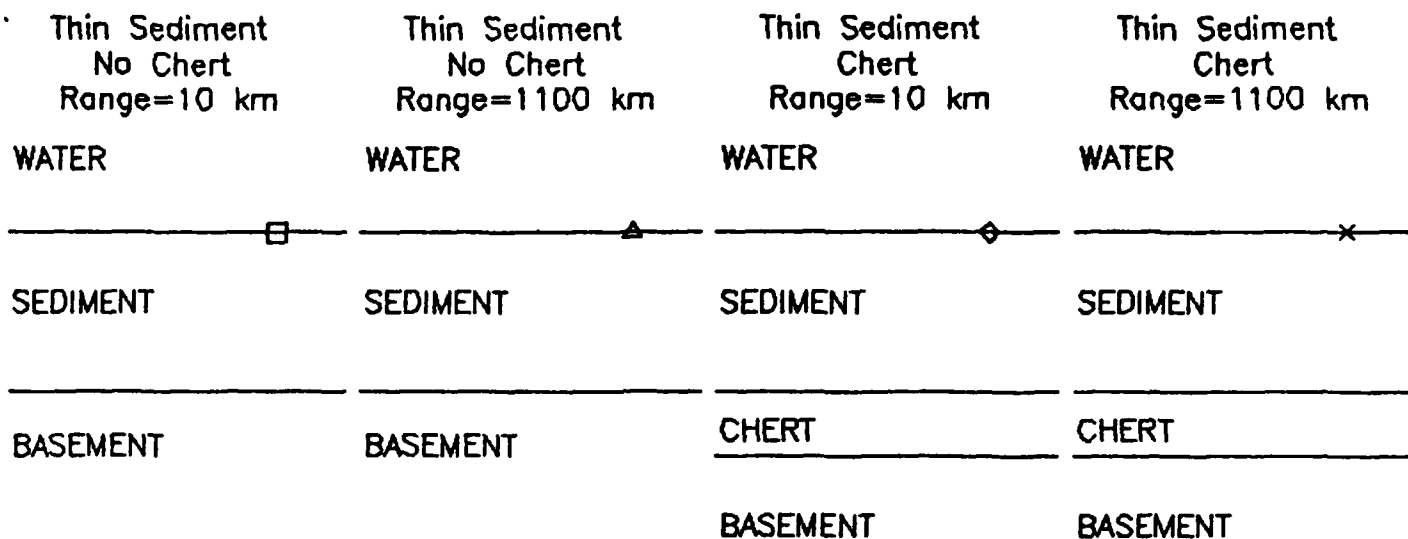 Thin Sediment
No Chert
Range=10 km
WATER
SEDIMENT
BASEMENT
Thin Sediment
No Chert
Range=1100 km
WATER
SEDIMENT
BASEMENT
Thin Sediment
Chert
Range=10 km
WATER
SEDIMENT
CHERT
BASEMENT
Thin Sediment
Chert
Range=1100 km
WATER
SEDIMENT
CHERT
BASEMENT